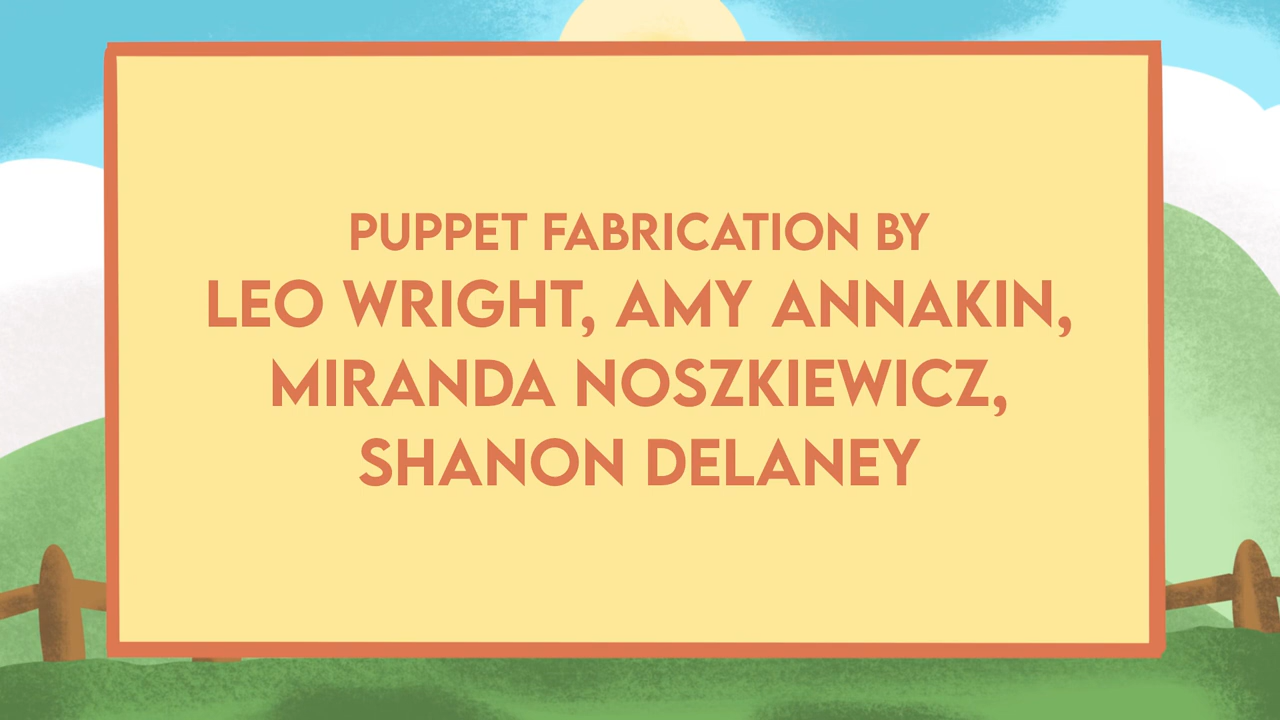 PUPPET FABRICATION BY
LEO WRIGHT, AMY ANNAKIN,
MIRANDA NOSZKIEWICZ,
SHANON DELANEY